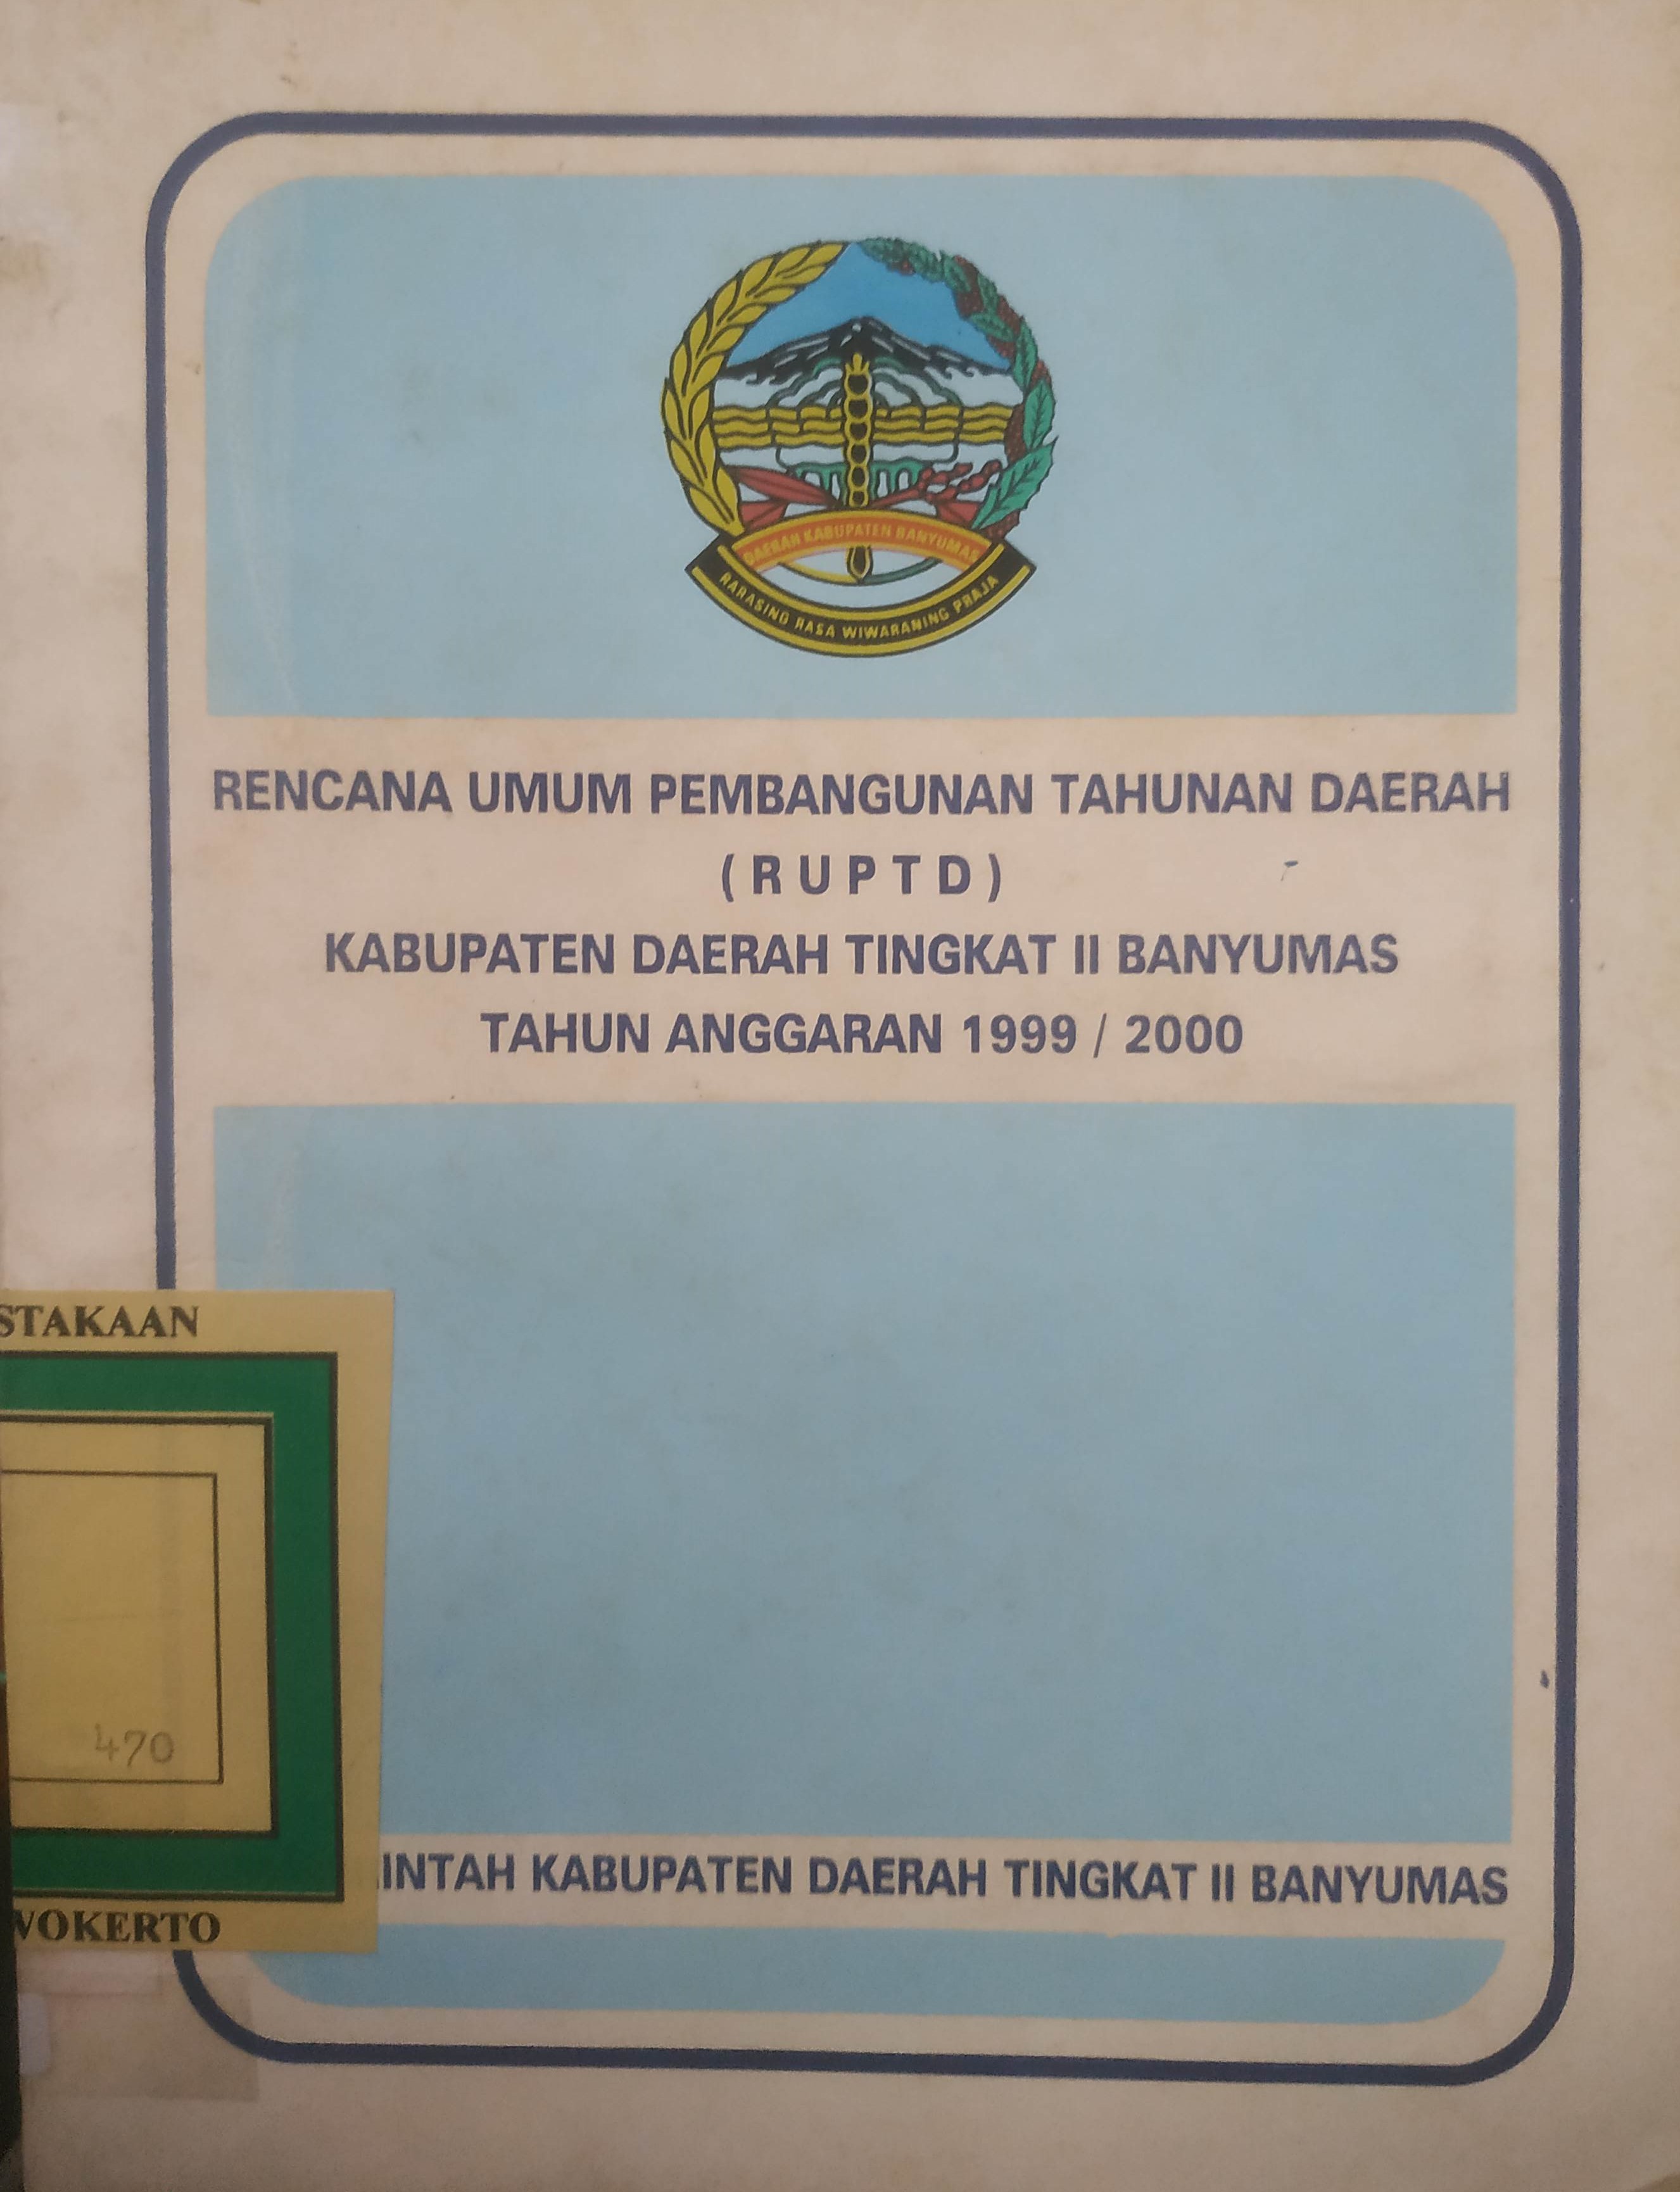 DAERAH KABUPATEN BANYUMAS
RARASING RASA WIWARANING PRAJA
RENCANA UMUM PEMBANGUNAN TAHUNAN DAERAH
( R U P T D )
KABUPATEN DAERAH TINGKAT II BANYUMAS
TAHUN ANGGARAN 1999 / 2000
STAKAAN
470
WOKERTO
INTAH KABUPATEN DAERAH TINGKAT II BANYUMAS